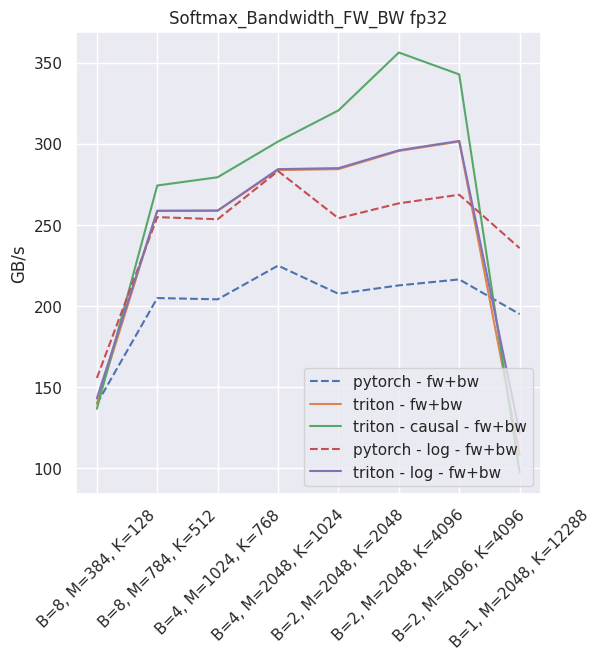 Softmax_Bandwidth_FW_BW fp32
350
300
250
200
150
100
GB/s
pytorch - fw+bw
triton - fw+bw
triton - causal - fw+bw
pytorch - log - fw+bw
triton - log - fw+bw
B=8, M=384, K=128
B=8, M=784, K=512
B=4, M=1024, K=768
B=4, M=2048, K=1024
B=2, M=2048, K=2048
B=2, M=2048, K=4096
B=2, M=4096, K=4096
B=1, M=2048, K=12288